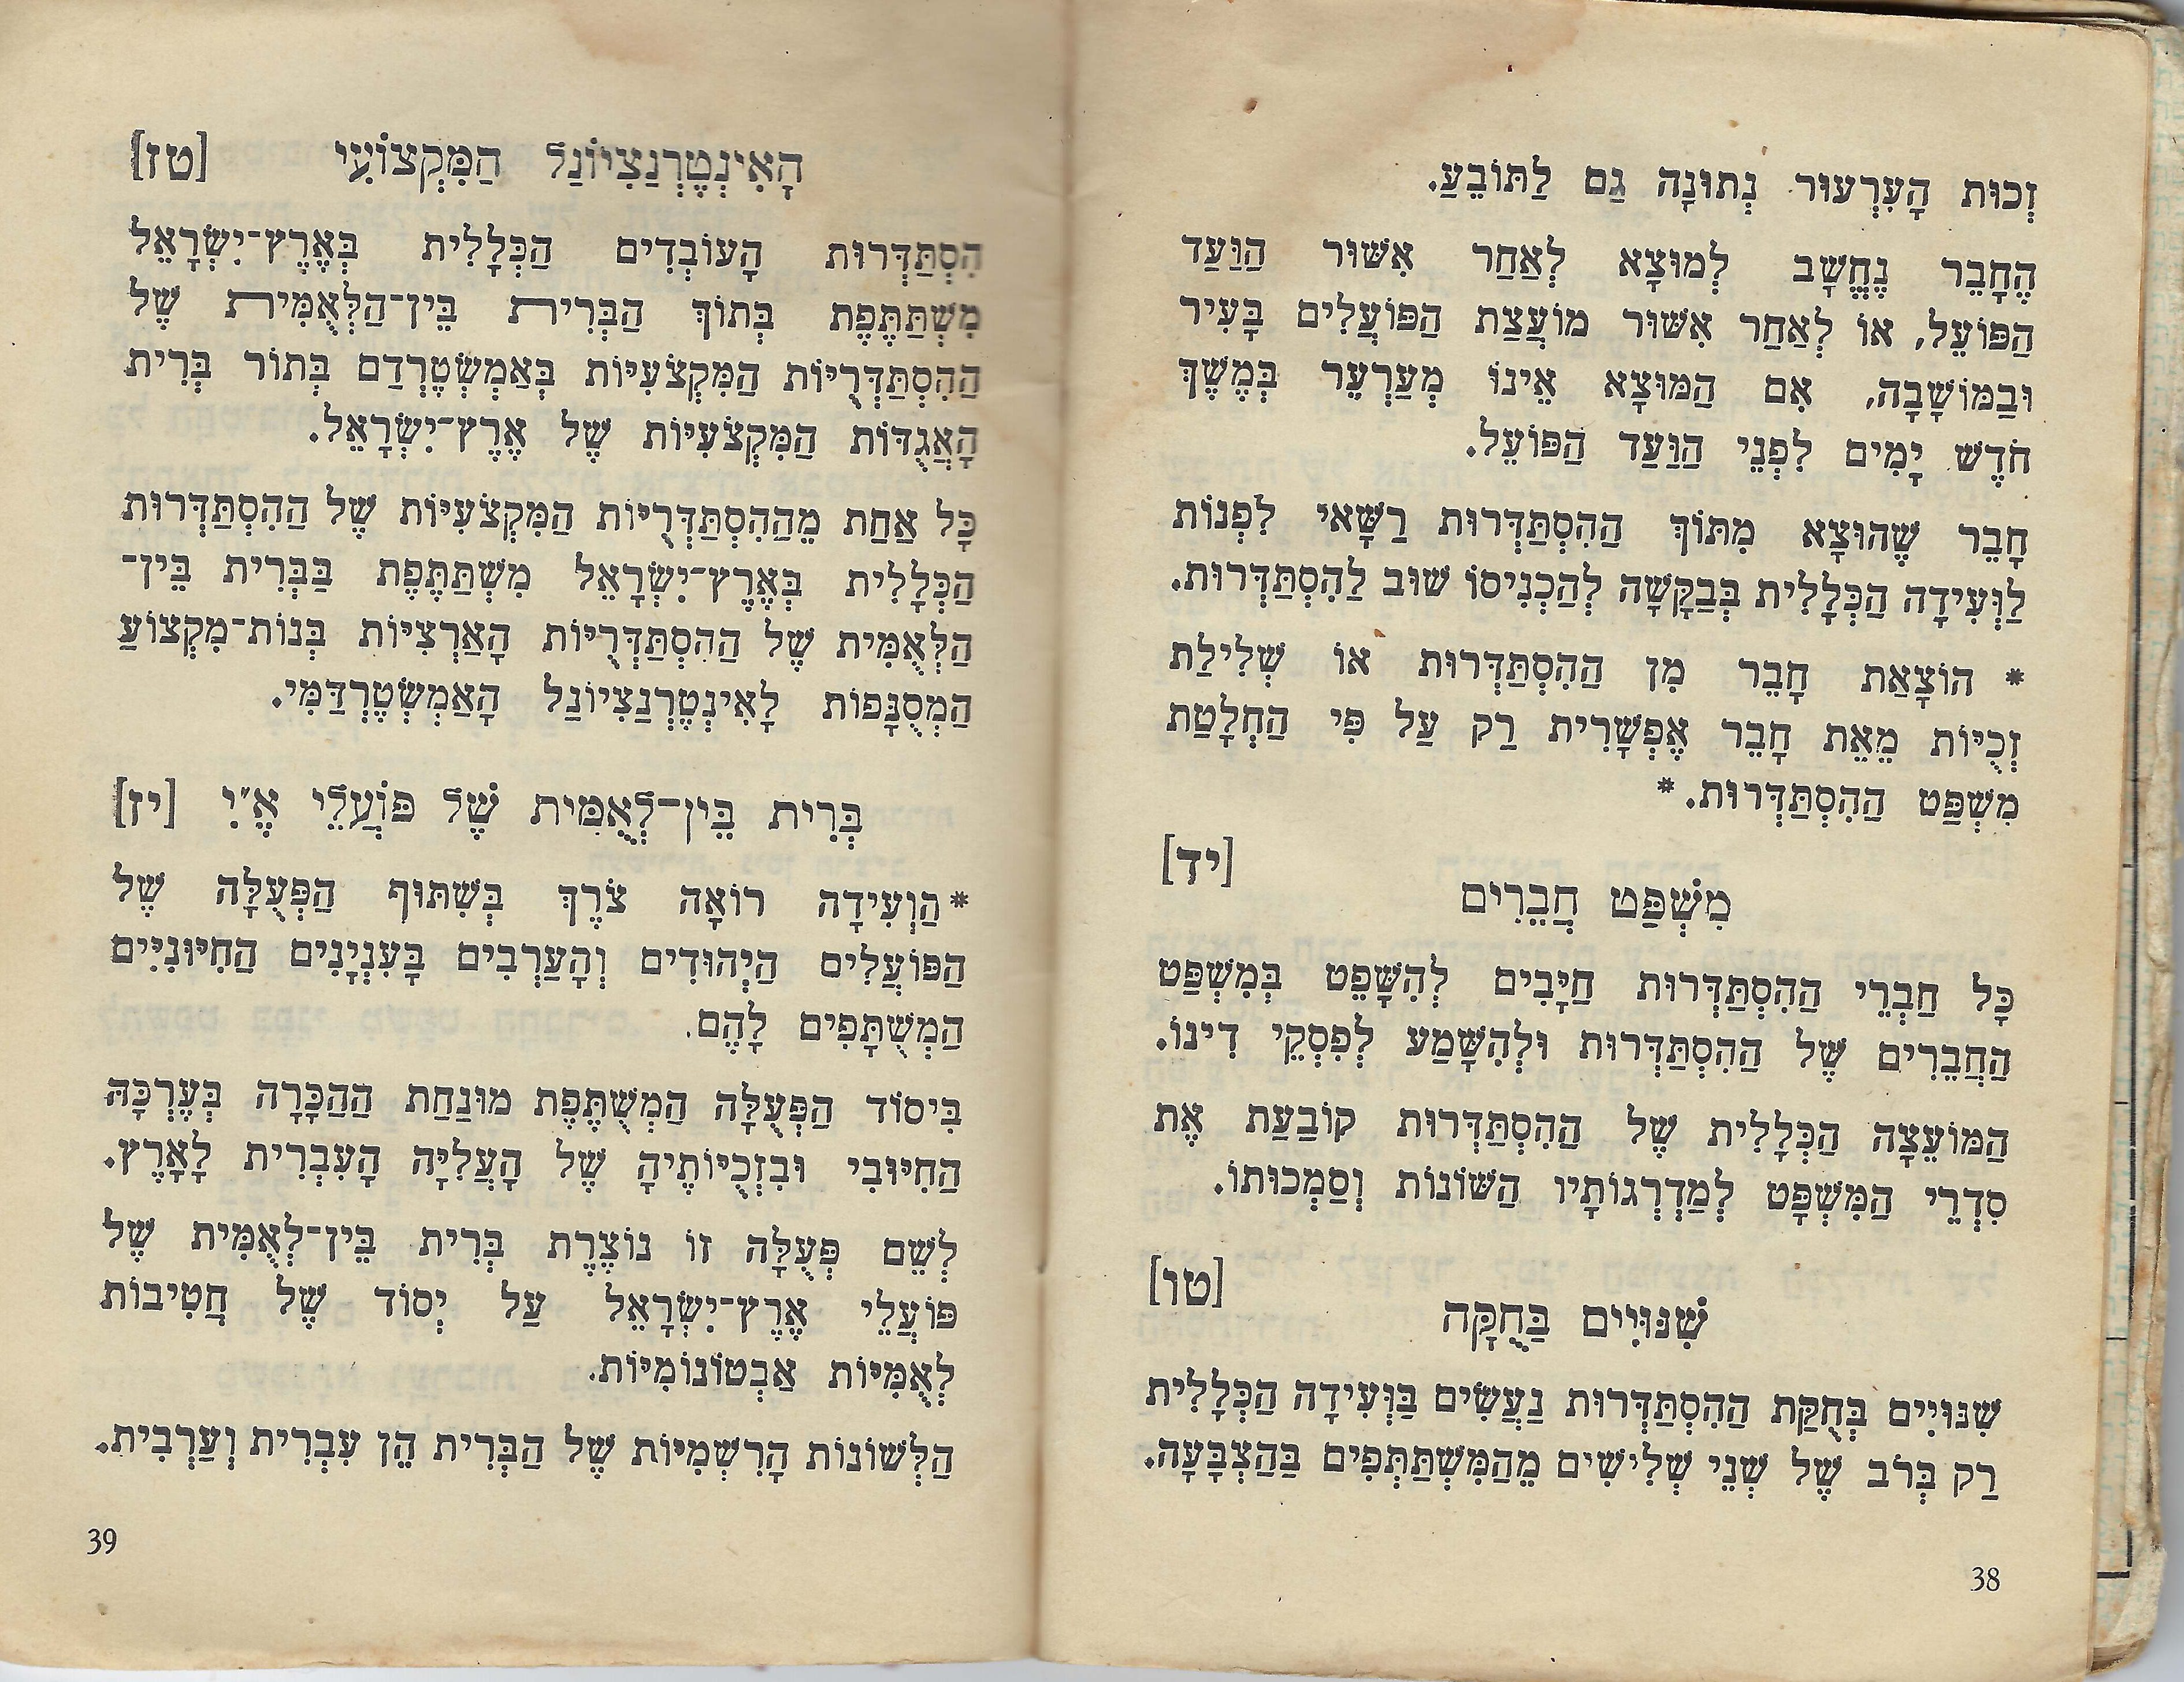 זְכוּת הָעִרְעוּר נְתוּנָה גַם לַתּוֹבֵעַ.
הֶחָבֵר נֶחֱשָׁב לְמוּצָא לְאַחַר אִשּׁוּר הַוַּעַד
הַפּוֹעֵל, אוֹ לְאַחַר אִשּׁוּר מוֹעֶצֶת הַפּוֹעֲלִים בָּעִיר
וּבַמּוֹשָׁבָה, אִם הַמּוּצָא אֵינוֹ מְעַרְעֵר בְּמֶשֶׁךְ
חֹדֶשׁ יָמִים לִפְנֵי הַוַּעַד הַפּוֹעֵל.
חָבֵר שֶׁהוּצָא מִתּוֹךְ הַהִסְתַּדְּרוּת רַשָּׁאי לִפְנוֹת
לַוְּעִידָה הַכְּלָלִית בְּבַקָּשָׁה לְהַכְנִיסוֹ שׁוּב לַהִסְתַּדְּרוּת.
* הוֹצָאַת חָבֵר מִן הַהִסְתַּדְּרוּת אוֹ שְׁלִילַת
זְכֻיּוֹת מֵאֵת חָבֵר אֶפְשָׁרִית רַק עַל פִּי הַחְלָטַת
מִשְׁפַּט הַהִסְתַּדְּרוּת.*
[יד]
מִשְׁפַּט חֲבֵרִים
כָּל חַבְרֵי הַהִסְתַּדְּרוּת חַיָּבִים לְהִשָּׁפֵט בְּמִשְׁפַּט
הַחֲבֵרִים שֶׁל הַהִסְתַּדְּרוּת וּלְהִשָּׁמַע לְפִסְקֵי דִינוֹ.
הַמּוֹעֵצָה הַכְּלָלִית שֶׁל הַהִסְתַּדְּרוּת קוֹבַעַת אֶת
סִדְרֵי הַמִּשְׁפָּט לְמַדְרְגוֹתָיו הַשּׁוֹנוֹת וְסַמְכוּתוֹ.
[טו]
שִׁנּוּיִים בַּחֻקָּה
שִׁנּוּיִים בְּחֻקַּת הַהִסְתַּדְּרוּת נַעֲשִׂים בַּוְּעִידָה הַכְּלָלִית
רַק בְּרֹב שֶׁל שְׁנֵי שְׁלִישִׁים מֵהַמִּשְׁתַּתְּפִים בַּהַצְבָּעָה.
38
הָאִינְטֶרְנַצִיוֹנַל הַמִּקְצוֹעִי [טז]
הִסְתַּדְּרוּת הָעוֹבְדִים הַכְּלָלִית בְּאֶרֶץ־יִשְׂרָאֵל
מִשְׁתַּתֶּפֶת בְּתוֹךְ הַבְּרִית בֵּין־הַלְּאֻמִּית שֶׁל
הַהִסְתַּדְּרֻיּוֹת הַמִּקְצֹעִיּוֹת בְּאַמְשְׂטֶרְדַם בְּתוֹר בְּרִית
הָאֲגֻדּוֹת הַמִּקְצֹעִיּוֹת שֶׁל אֶרֶץ־יִשְׂרָאֵל.
כָּל אַחַת מֵהַהִסְתַּדְּרֻיּוֹת הַמִּקְצֹעִיּוֹת שֶׁל הַהִסְתַּדְּרוּת
הַכְּלָלִית בְּאֶרֶץ־יִשְׂרָאֵל מִשְׁתַּתֶּפֶת בַּבְּרִית בֵּין־
הַלְּאֻמִּית שֶׁל הַהִסְתַּדְּרֻיּוֹת הָאַרְצִיּוֹת בְּנוֹת־מִקְצוֹעַ
הַמְסֻנָּפוֹת לָאִינְטֶרְנַצִיוֹנַל הָאַמְשְׂטֶרְדַּמִּי.
בְּרִית בֵּין־לְאֻמִּית שֶׁל פּוֹעֲלֵי אֶ״יִ [יז]
*הַוְעִידָה רוֹאָה צֹרֶךְ בְּשִׁתּוּף הַפְּעֻלָּה שֶׁל
הַפּוֹעֲלִים הַיְהוּדִים וְהָעַרְבִים בָּעִנְיָנִים הַחִיּוּנִיִּים
הַמְשֻׁתָּפִים לָהֶם.
בִּיסוֹד הַפְּעֻלָּה הַמְשֻׁתֶּפֶת מוּנַחַת הַהַכָּרָה בְּעֶרְכָּהּ
הַחִיּוּבִי וּבִזְכֻיּוֹתֶיהָ שֶׁל הָעֲלִיָּה הָעִבְרִית לָאָרֶץ.
לְשֵׁם פְּעֻלָּה זוֹ נוֹצֶרֶת בְּרִית בֵּין־לְאֻמִּית שֶׁל
פּוֹעֲלֵי אֶרֶץ־יִשְׂרָאֵל עַל יְסוֹד שֶׁל חֲטִיבוֹת
לְאֻמִּיּוֹת אַבְטוֹנוֹמִיּוֹת.
הַלְּשׁוֹנוֹת הָרִשְׁמִיּוֹת שֶׁל הַבְּרִית הֵן עִבְרִית וְעַרְבִית.
39